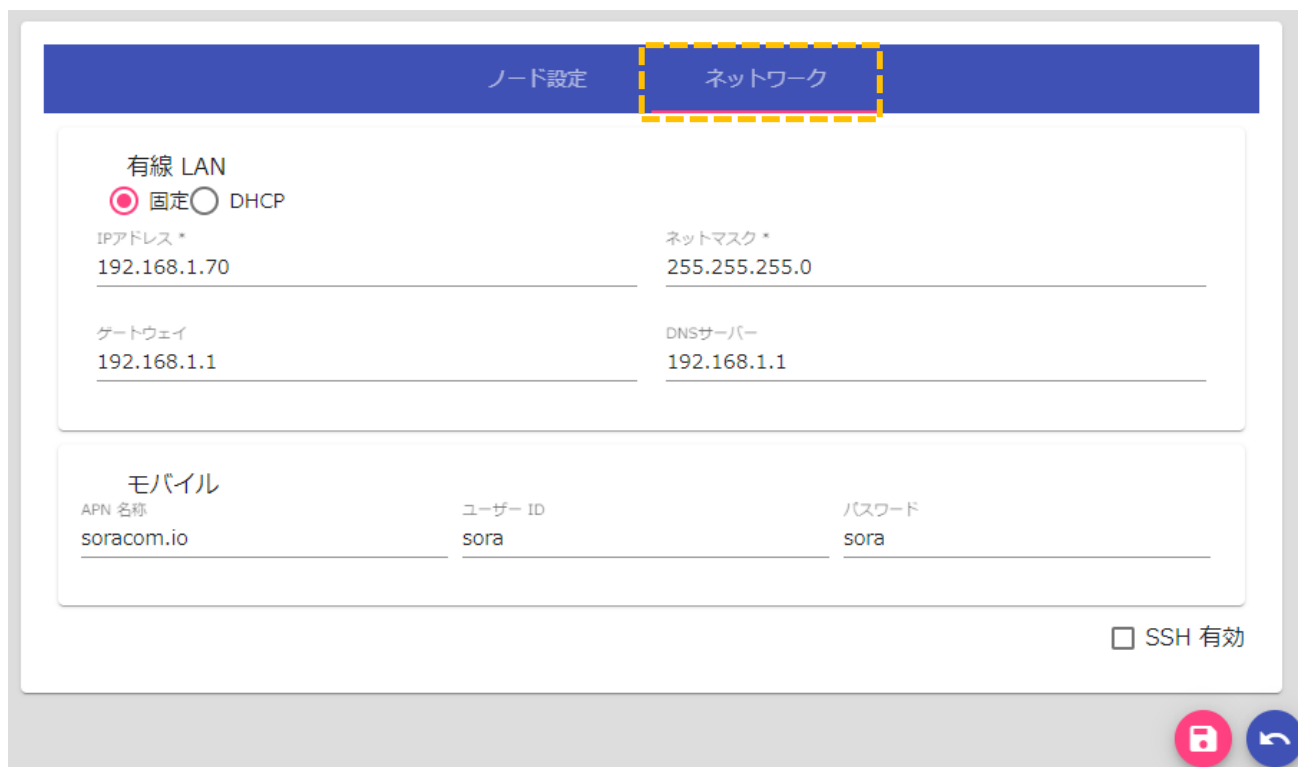 ノード設定 ネットワーク
有線 LAN
固定 DHCP
IPアドレス * ネットマスク *
192.168.1.70 255.255.255.0
ゲートウェイ DNSサーバー
192.168.1.1 192.168.1.1
モバイル
APN 名称 ユーザー ID パスワード
soracom.io sora sora
SSH 有効